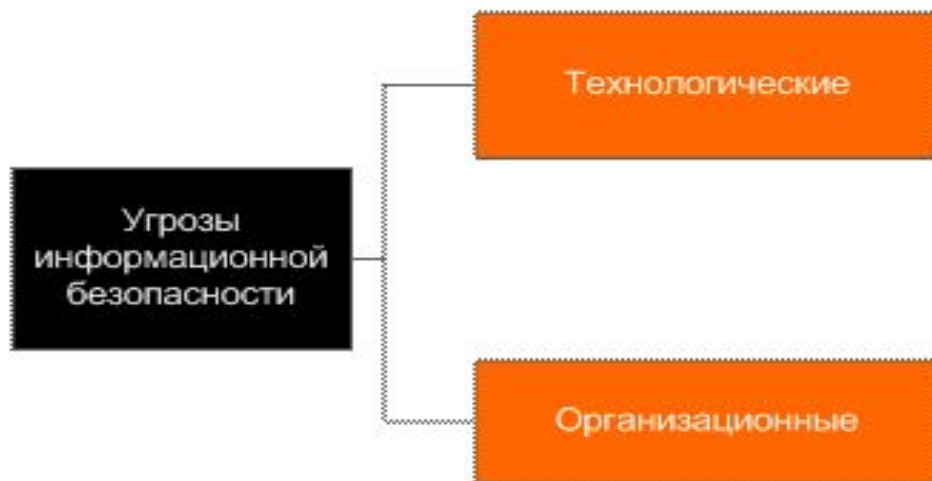 Технологические
Угрозы
информационной
безопасности
Организационные